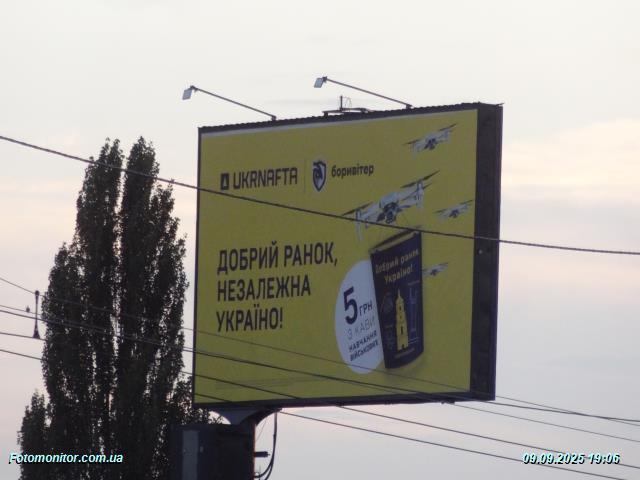 UKRNAFTA
боривітер
ДОБРИЙ РАНОК,
НЕЗАЛЕЖНА
УКРАЇНО!
Добрий ранок
Україно!
5 ГРН
З КАВИ
НАВЧАННЯ
ВІЙСЬКОВИХ
Fotomonitor.com.ua
09.09.2025 19:06